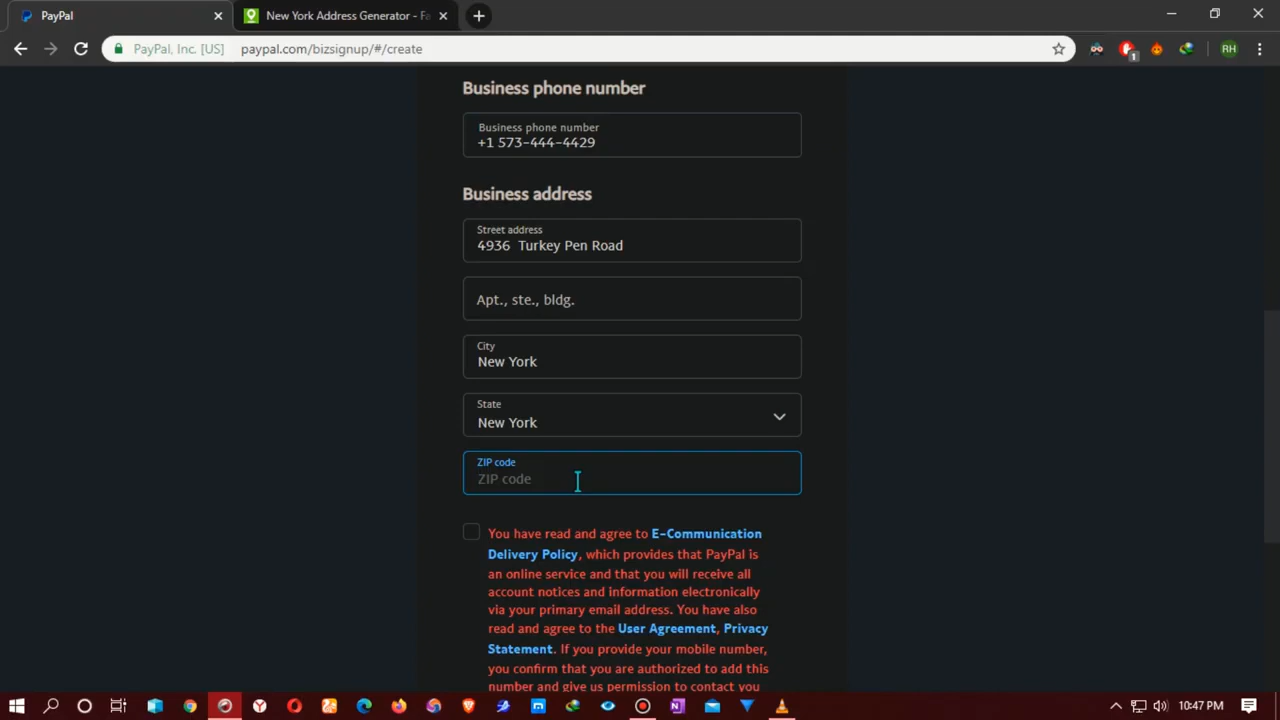 PayPal
New York Address Generator - Fa
PayPal, Inc. [US]
paypal.com/bizsignup/#/create
1
RH
Business phone number
Business phone number
+1 573-444-4429
Business address
Street address
4936 Turkey Pen Road
Apt., ste., bldg.
City
New York
State
New York
ZIP code
ZIP code
You have read and agree to E-Communication
Delivery Policy, which provides that PayPal is
an online service and that you will receive all
account notices and information electronically
via your primary email address. You have also
read and agree to the User Agreement, Privacy
Statement. If you provide your mobile number,
you confirm that you are authorized to add this
number and give us permission to contact you
10:47 PM